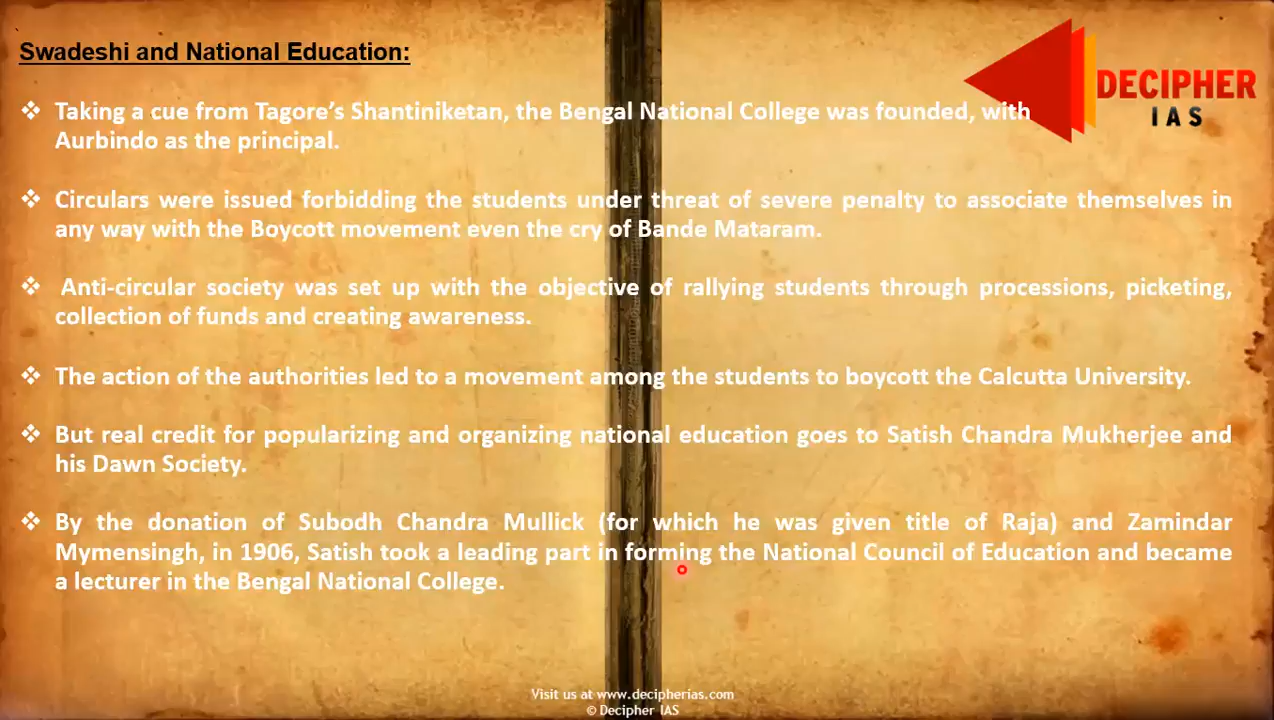 Swadeshi and National Education:
DECIPHER
IAS
❖ Taking a cue from Tagore’s Shantiniketan, the Bengal National College was founded, with
Aurbindo as the principal.
❖ Circulars were issued forbidding the students under threat of severe penalty to associate themselves in
any way with the Boycott movement even the cry of Bande Mataram.
❖ Anti-circular society was set up with the objective of rallying students through processions, picketing,
collection of funds and creating awareness.
❖ The action of the authorities led to a movement among the students to boycott the Calcutta University.
❖ But real credit for popularizing and organizing national education goes to Satish Chandra Mukherjee and
his Dawn Society.
❖ By the donation of Subodh Chandra Mullick (for which he was given title of Raja) and Zamindar
Mymensingh, in 1906, Satish took a leading part in forming the National Council of Education and became
a lecturer in the Bengal National College.
Visit us at www.decipherias.com
© Decipher IAS